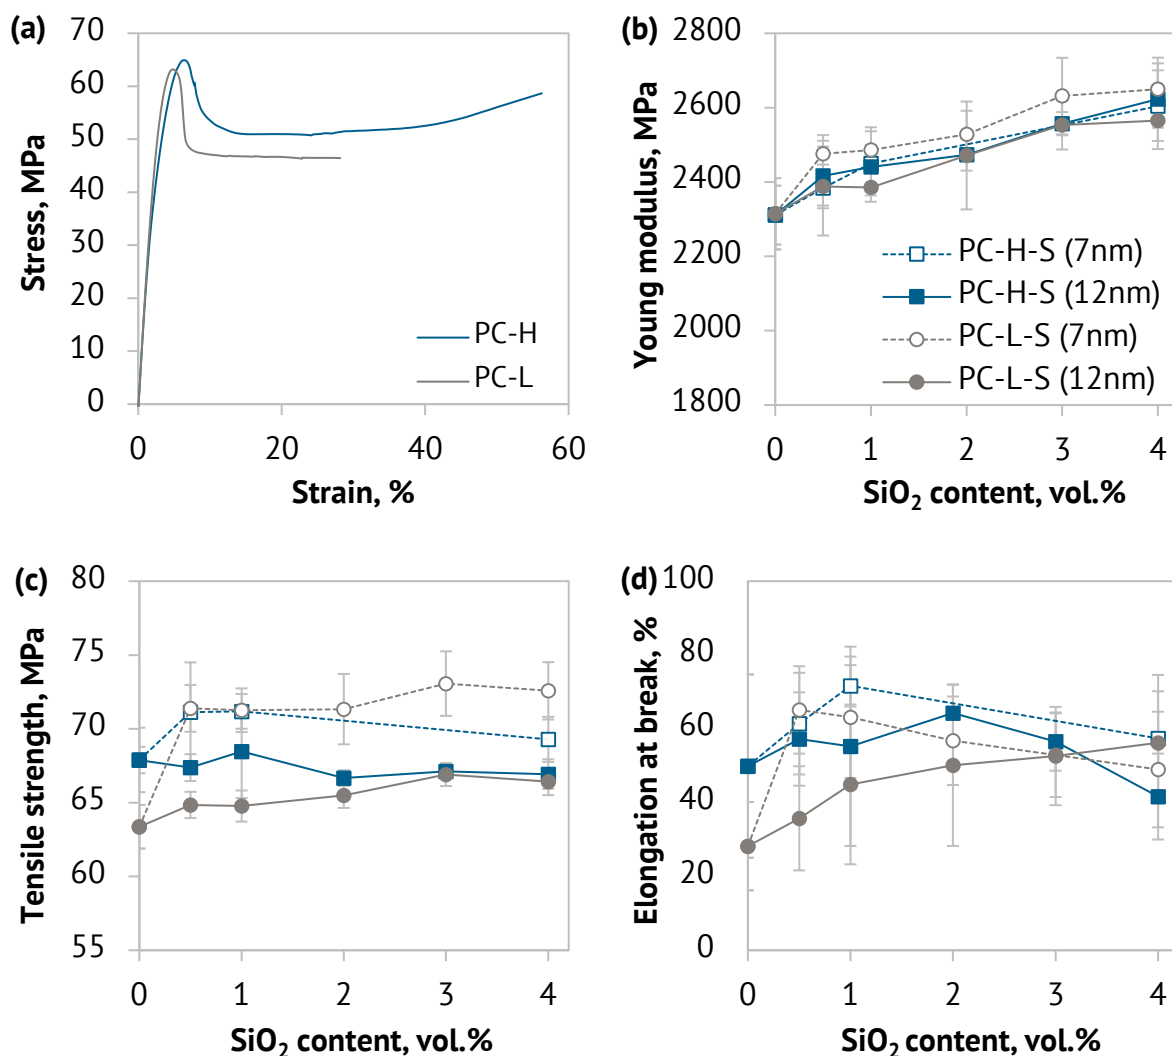 (a)
70
60
50
40
30
20
10
0
Stress, MPa
PC-H
PC-L
0 20 40 60
Strain, %
(b)
2800
2600
2400
2200
2000
1800
Young modulus, MPa
PC-H-S (7nm)
PC-H-S (12nm)
PC-L-S (7nm)
PC-L-S (12nm)
0 1 2 3 4
SiO₂ content, vol.%
(c)
80
75
70
65
60
55
Tensile strength, MPa
0 1 2 3 4
SiO₂ content, vol.%
(d)
100
80
60
40
20
0
Elongation at break, %
0 1 2 3 4
SiO₂ content, vol.%